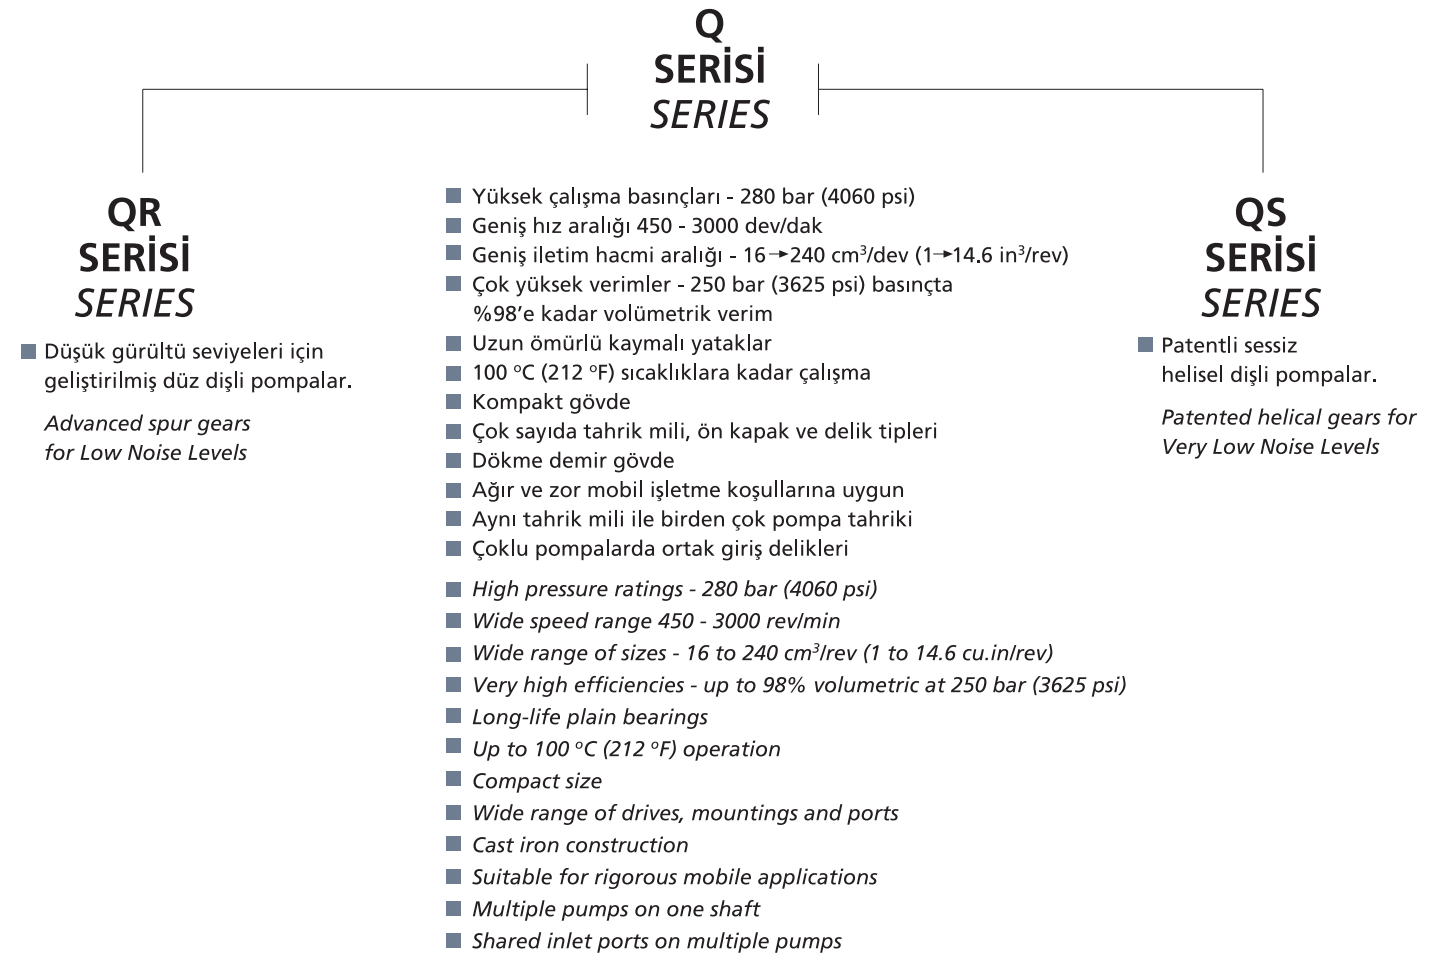 Q
SERİSİ
SERIES
QR
SERİSİ
SERIES
Düşük gürültü seviyeleri için
geliştirilmiş düz dişli pompalar.
Advanced spur gears
for Low Noise Levels
Yüksek çalışma basınçları - 280 bar (4060 psi)
Geniş hız aralığı 450 - 3000 dev/dak
Geniş iletim hacmi aralığı - 16→240 cm³/dev (1→14.6 in³/rev)
Çok yüksek verimler - 250 bar (3625 psi) basınçta
%98’e kadar volümetrik verim
Uzun ömürlü kaymalı yataklar
100 ºC (212 ºF) sıcaklıklara kadar çalışma
Kompakt gövde
Çok sayıda tahrik mili, ön kapak ve delik tipleri
Dökme demir gövde
Ağır ve zor mobil işletme koşullarına uygun
Aynı tahrik mili ile birden çok pompa tahriki
Çoklu pompalarda ortak giriş delikleri
High pressure ratings - 280 bar (4060 psi)
Wide speed range 450 - 3000 rev/min
Wide range of sizes - 16 to 240 cm³/rev (1 to 14.6 cu.in/rev)
Very high efficiencies - up to 98% volumetric at 250 bar (3625 psi)
Long-life plain bearings
Up to 100 ºC (212 ºF) operation
Compact size
Wide range of drives, mountings and ports
Cast iron construction
Suitable for rigorous mobile applications
Multiple pumps on one shaft
Shared inlet ports on multiple pumps
QS
SERİSİ
SERIES
Patentli sessiz
helisel dişli pompalar.
Patented helical gears for
Very Low Noise Levels